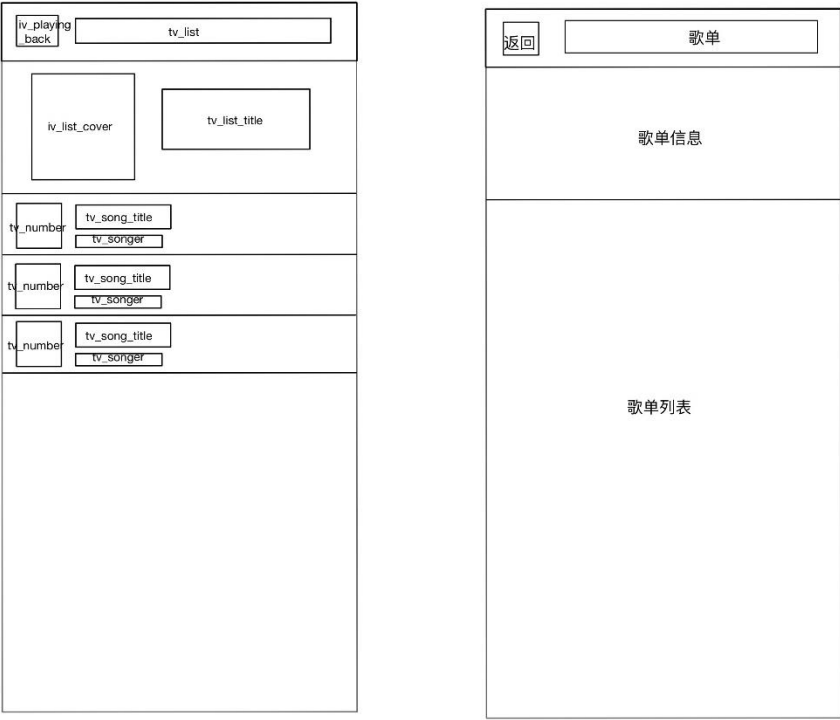 iv_playing
_back
tv_list
iv_list_cover
tv_list_title
tv_number
tv_song_title
tv_songer
tv_number
tv_song_title
tv_songer
tv_number
tv_song_title
tv_songer
返回
歌单
歌单信息
歌单列表